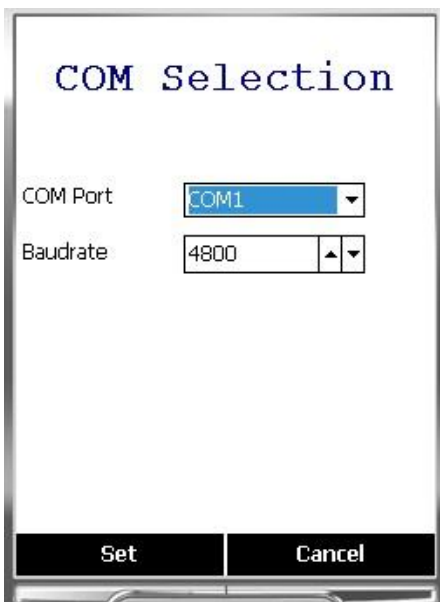 COM Selection
COM Port COM1
Baudrate 4800
Set Cancel